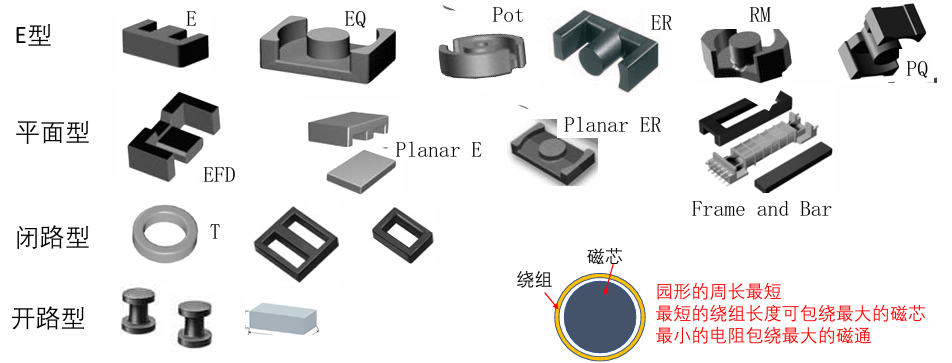 E型
E
EQ
Pot
ER
RM
PQ
平面型
EFD
Planar E
Planar ER
Frame and Bar
闭路型
T
绕组
磁芯
园形的周长最短
最短的绕组长度可包绕最大的磁芯
最小的电阻包绕最大的磁通
开路型